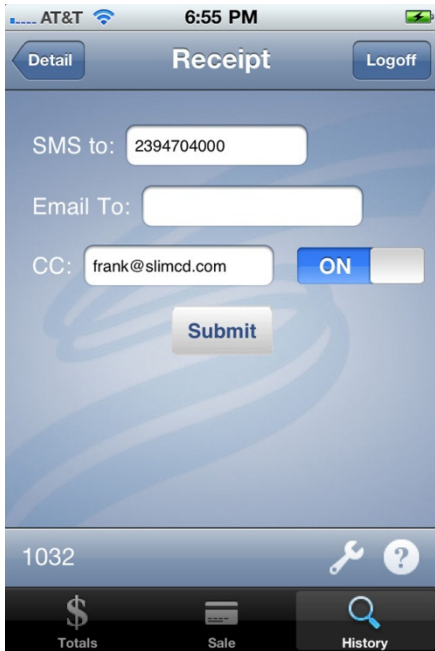 AT&T 6:55 PM
Detail Receipt Logoff
SMS to: 2394704000
Email To:
CC: frank@slimcd.com ON
Submit
1032 ?
$
Totals Sale History